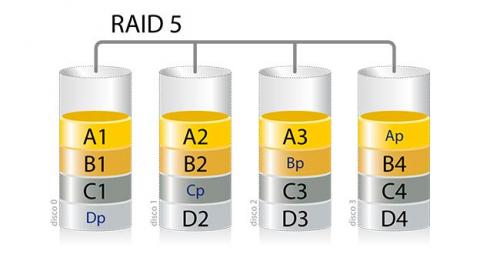 RAID 5
A1 A2 A3 Ap
B1 B2 Bp B4
C1 Cp C3 C4
Dp D2 D3 D4
disco 0 disco 1 disco 2 disco 3